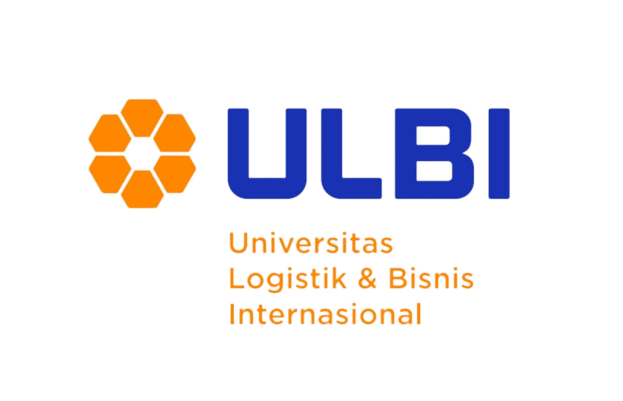 ULBI
Universitas
Logistik & Bisnis
Internasional